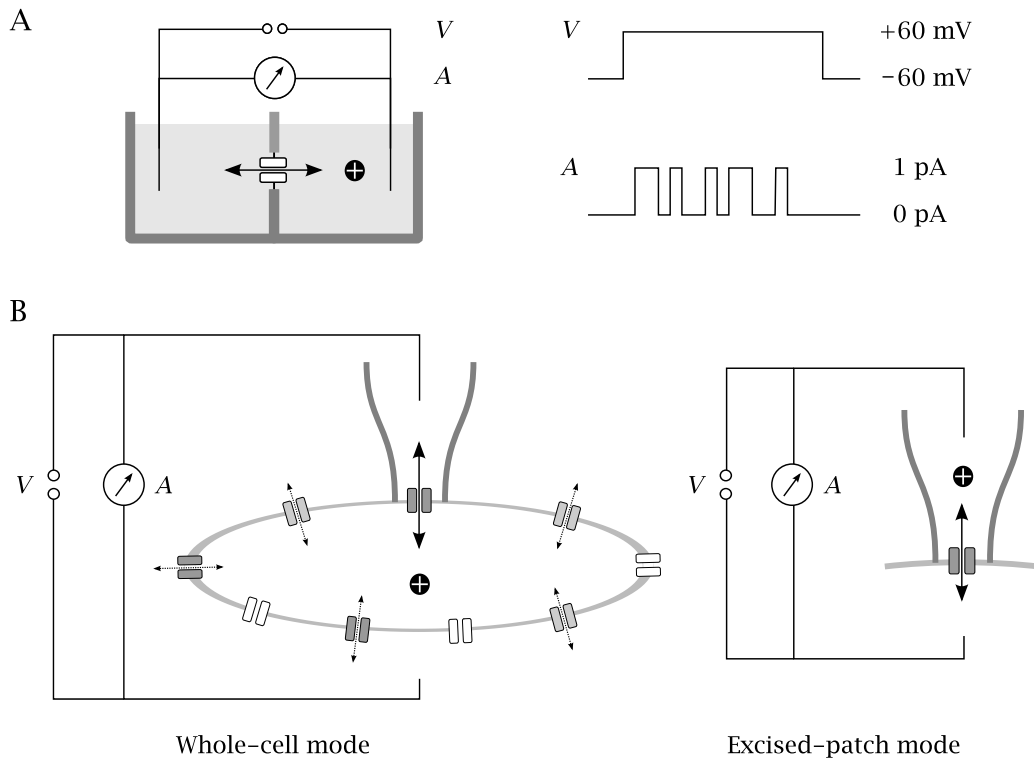 A
V
A
V
+60 mV
−60 mV
A
1 pA
0 pA
B
V
A
V
A
Whole-cell mode
Excised-patch mode